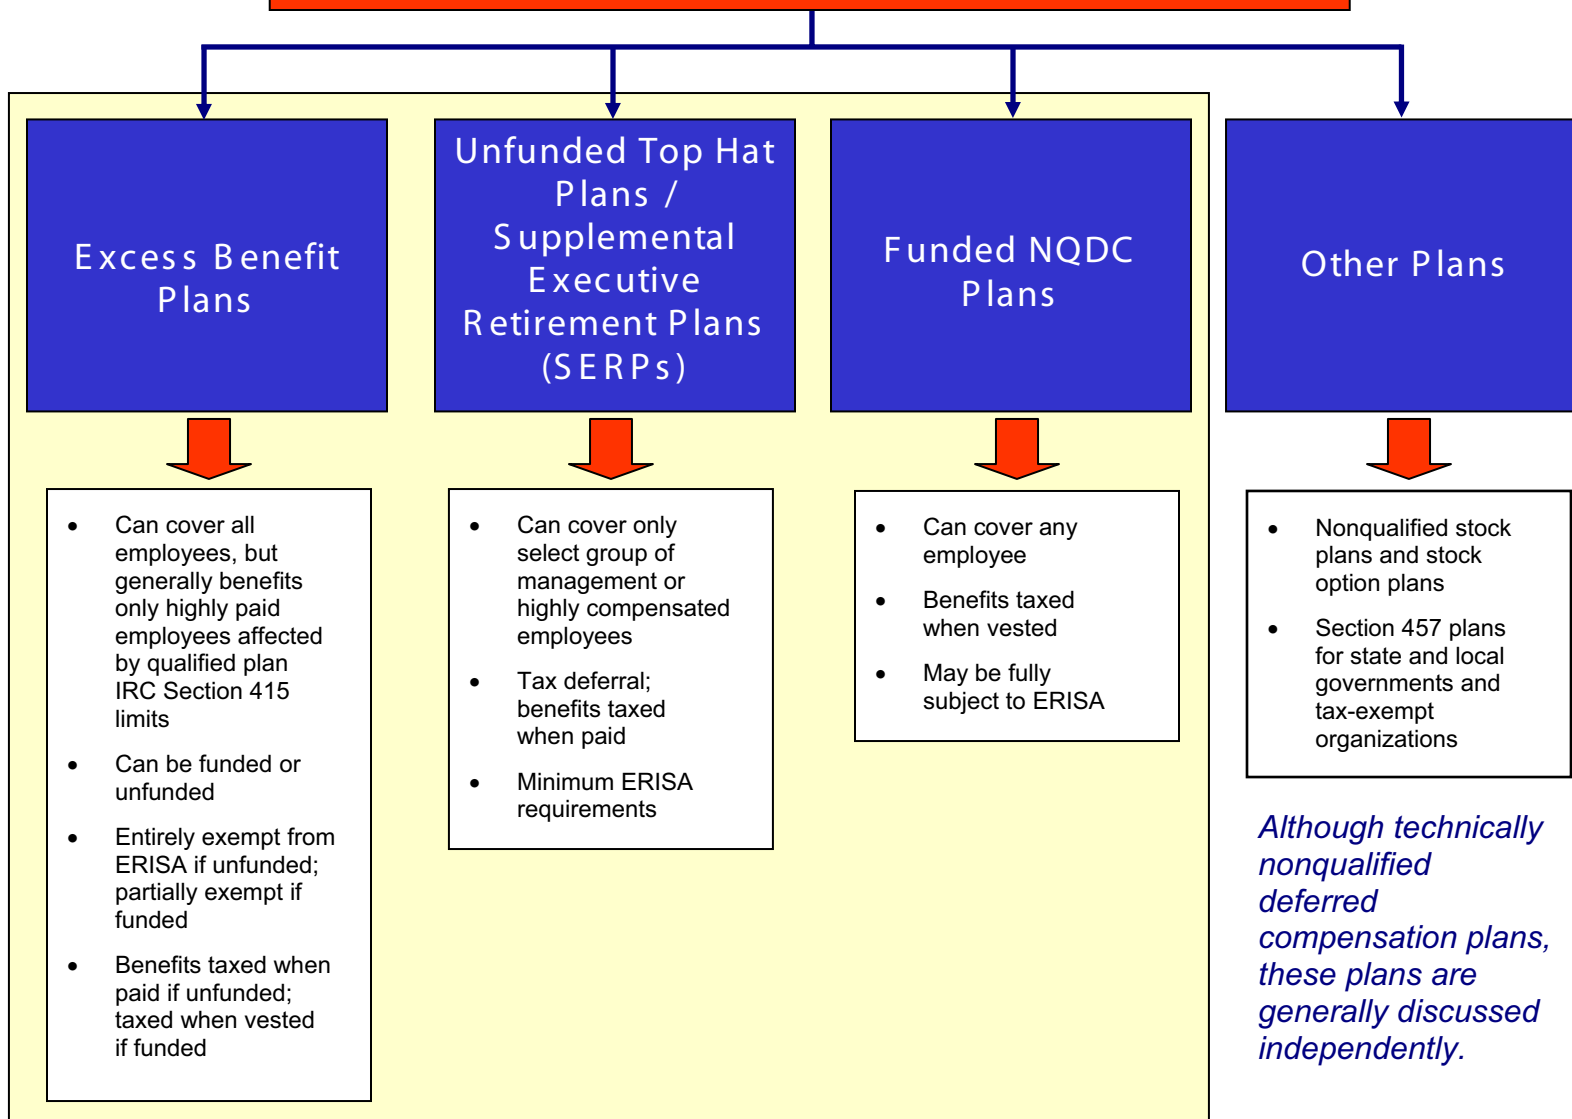 Excess Benefit
Plans
Unfunded Top Hat
Plans /
Supplemental
Executive
Retirement Plans
(SERPs)
Funded NQDC
Plans
Other Plans
• Can cover all
employees, but
generally benefits
only highly paid
employees affected
by qualified plan
IRC Section 415
limits
• Can be funded or
unfunded
• Entirely exempt from
ERISA if unfunded;
partially exempt if
funded
• Benefits taxed when
paid if unfunded;
taxed when vested
if funded
• Can cover only
select group of
management or
highly compensated
employees
• Tax deferral;
benefits taxed
when paid
• Minimum ERISA
requirements
• Can cover any
employee
• Benefits taxed
when vested
• May be fully
subject to ERISA
• Nonqualified stock
plans and stock
option plans
• Section 457 plans
for state and local
governments and
tax-exempt
organizations
Although technically
nonqualified
deferred
compensation plans,
these plans are
generally discussed
independently.